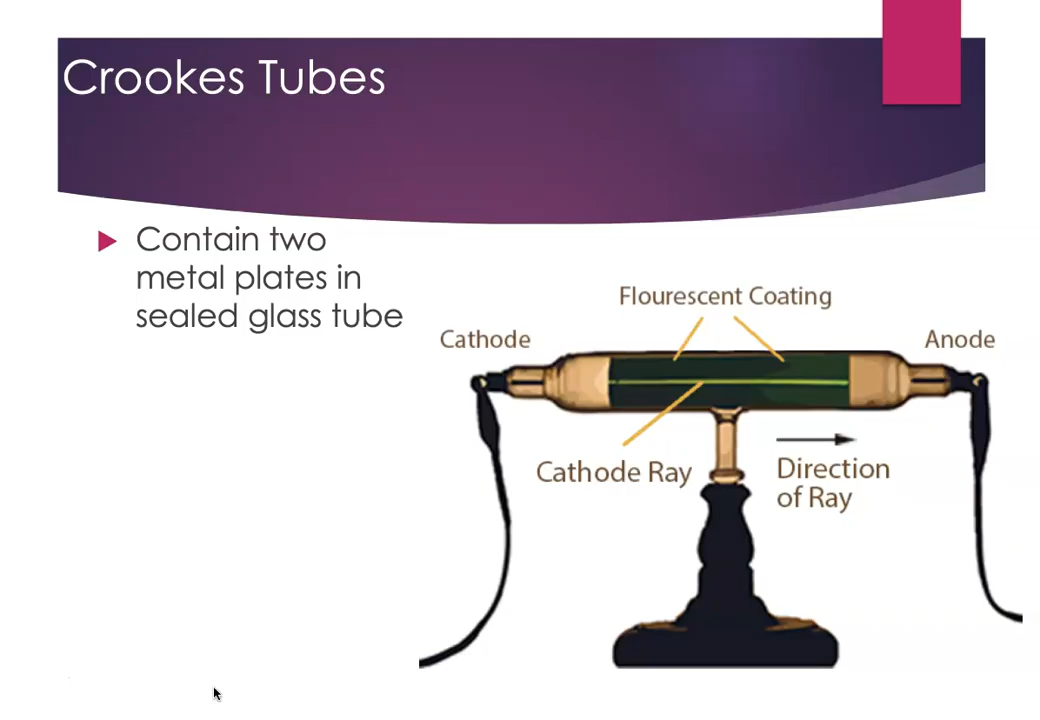 Crookes Tubes
Contain two
metal plates in
sealed glass tube
Flourescent Coating
Cathode
Anode
Cathode Ray
Direction
of Ray